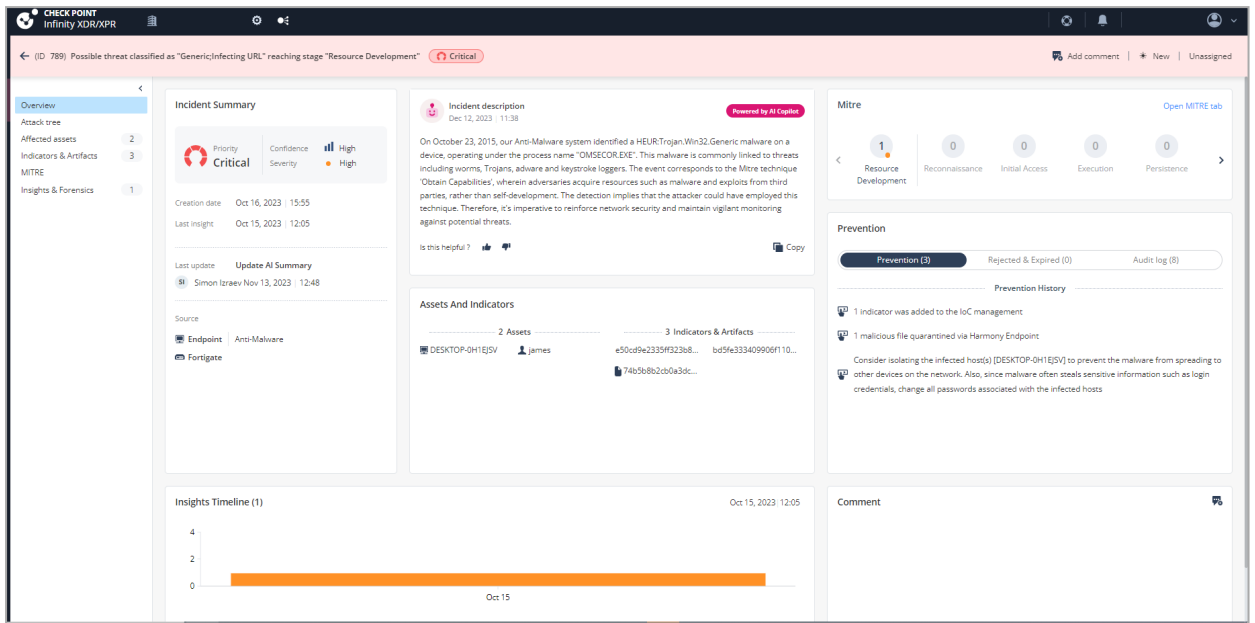 CHECK POINT
Infinity XDR/XPR
(ID 789) Possible threat classified as "Generic;Infecting URL" reaching stage "Resource Development"
Critical
Add comment
New
Unassigned
Overview
Attack tree
Affected assets 2
Indicators & Artifacts 3
MITRE
Insights & Forensics 1
Incident Summary
Priority
Critical
Confidence High
Severity High
Creation date Oct 16, 2023 | 15:55
Last insight Oct 15, 2023 | 12:05
Last update Update AI Summary
SI Simon Izraev Nov 13, 2023 | 12:48
Source
Endpoint | Anti-Malware
Fortigate
Incident description
Dec 12, 2023 | 11:38
Powered by AI Copilot
On October 23, 2015, our Anti-Malware system identified a HEUR:Trojan.Win32.Generic malware on a
device, operating under the process name "OMSECOR.EXE". This malware is commonly linked to threats
including worms, Trojans, adware and keystroke loggers. The event corresponds to the Mitre technique
'Obtain Capabilities', wherein adversaries acquire resources such as malware and exploits from third
parties, rather than self-development. The detection implies that the attacker could have employed this
technique. Therefore, it's imperative to reinforce network security and maintain vigilant monitoring
against potential threats.
Is this helpful ?
Copy
Assets And Indicators
2 Assets
3 Indicators & Artifacts
DESKTOP-0H1EJSV
james
e50cd9e2335ff323b8...
bd5fe333409906f110...
74b5b8b2cb0a3dc...
Mitre
Open MITRE tab
1 0 0 0 0
Resource
Development
Reconnaissance
Initial Access
Execution
Persistence
Prevention
Prevention (3)
Rejected & Expired (0)
Audit log (8)
Prevention History
1 indicator was added to the IoC management
1 malicious file quarantined via Harmony Endpoint
Consider isolating the infected host(s) [DESKTOP-0H1EJSV] to prevent the malware from spreading to
other devices on the network. Also, since malware often steals sensitive information such as login
credentials, change all passwords associated with the infected hosts
Insights Timeline (1)
Oct 15, 2023 | 12:05
4
2
0
Oct 15
Comment